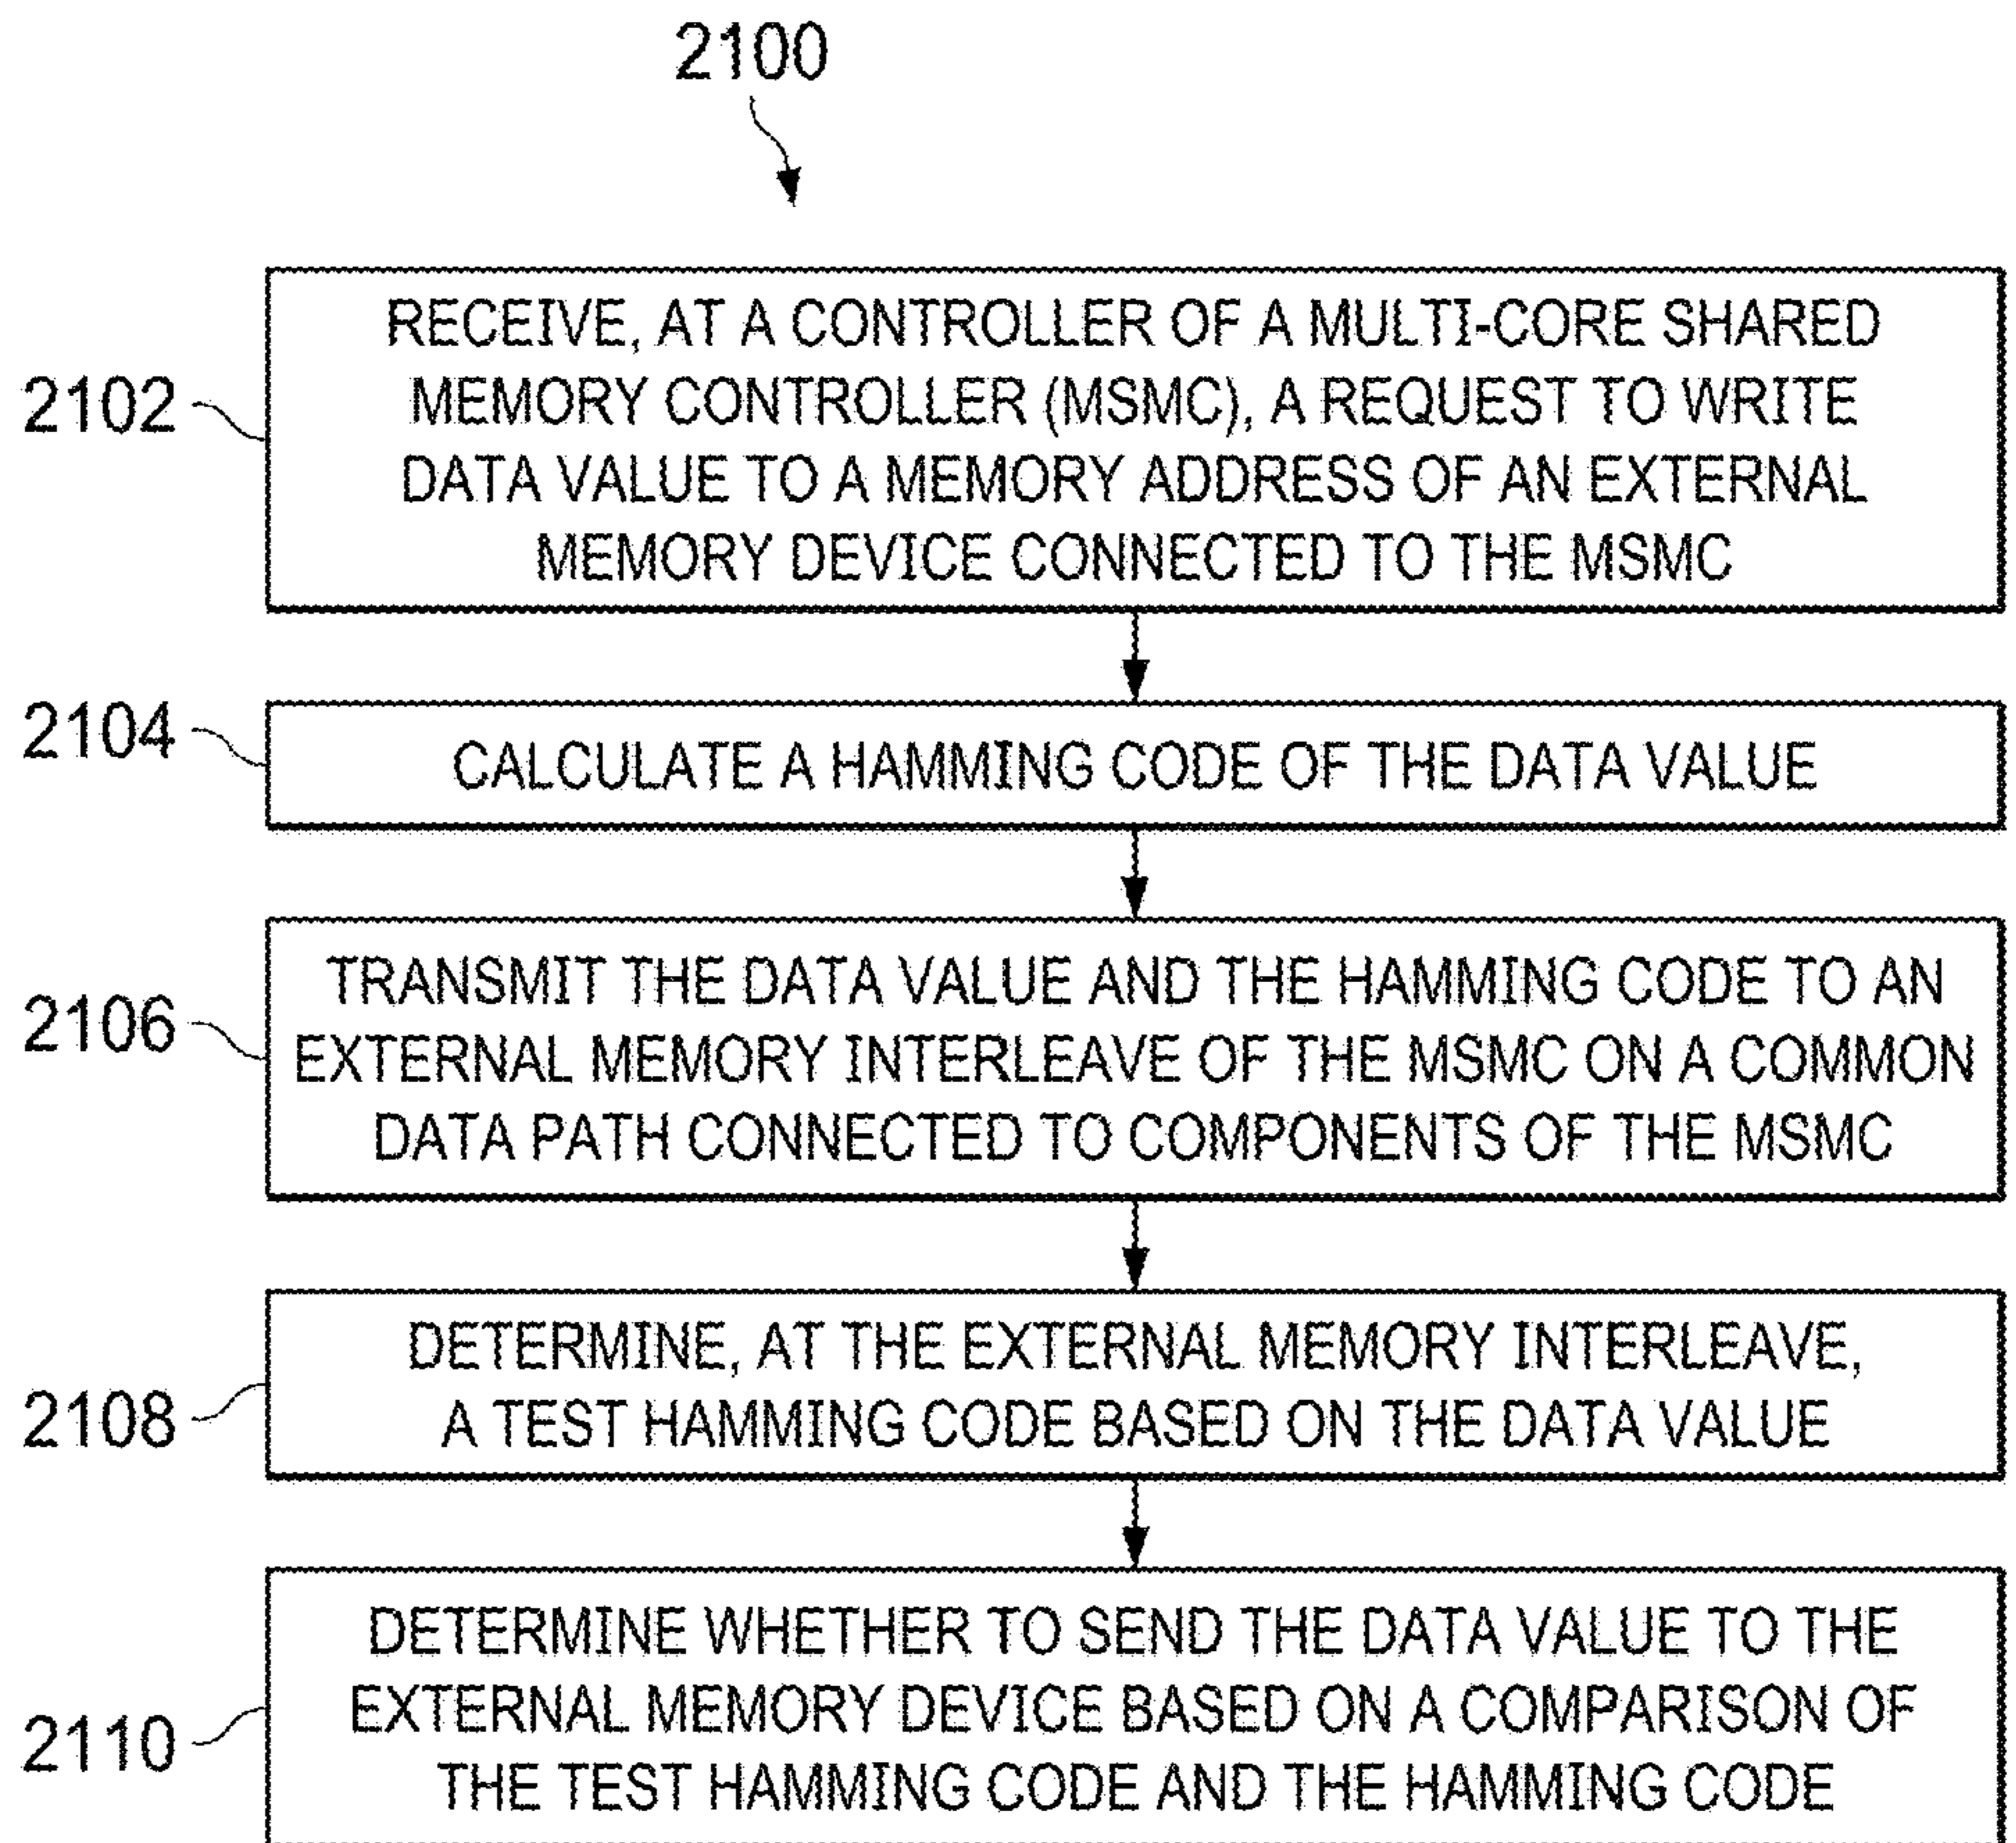 2100
2102
RECEIVE, AT A CONTROLLER OF A MULTI-CORE SHARED
MEMORY CONTROLLER (MSMC), A REQUEST TO WRITE
DATA VALUE TO A MEMORY ADDRESS OF AN EXTERNAL
MEMORY DEVICE CONNECTED TO THE MSMC
2104
CALCULATE A HAMMING CODE OF THE DATA VALUE
2106
TRANSMIT THE DATA VALUE AND THE HAMMING CODE TO AN
EXTERNAL MEMORY INTERLEAVE OF THE MSMC ON A COMMON
DATA PATH CONNECTED TO COMPONENTS OF THE MSMC
2108
DETERMINE, AT THE EXTERNAL MEMORY INTERLEAVE,
A TEST HAMMING CODE BASED ON THE DATA VALUE
2110
DETERMINE WHETHER TO SEND THE DATA VALUE TO THE
EXTERNAL MEMORY DEVICE BASED ON A COMPARISON OF
THE TEST HAMMING CODE AND THE HAMMING CODE